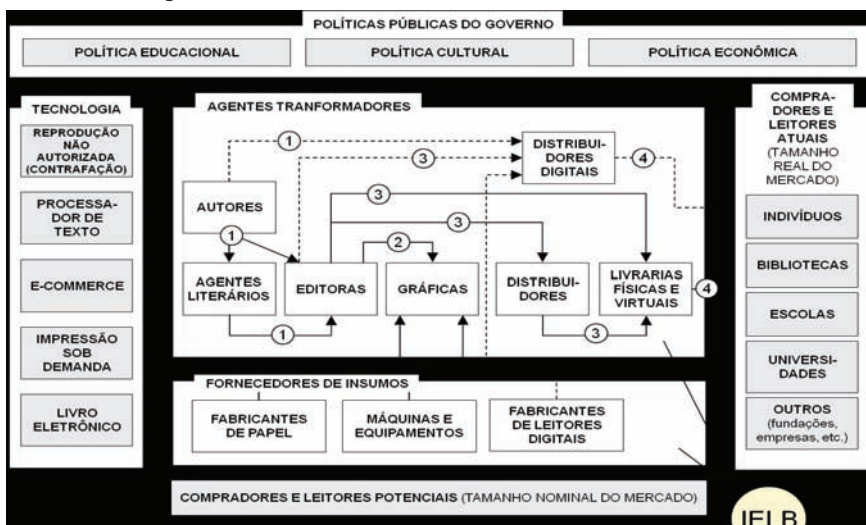 POLÍTICAS PÚBLICAS DO GOVERNO
POLÍTICA EDUCACIONAL
POLÍTICA CULTURAL
POLÍTICA ECONÔMICA
TECNOLOGIA
REPRODUÇÃO
NÃO
AUTORIZADA
(CONTRAFAÇÃO)
PROCESSA-
DOR DE
TEXTO
E-COMMERCE
IMPRESSÃO
SOB
DEMANDA
LIVRO
ELETRÔNICO
AGENTES TRANFORMADORES
1
3
DISTRIBUI-
DORES
DIGITAIS
4
3
AUTORES
3
1
2
AGENTES
LITERÁRIOS
EDITORAS
GRÁFICAS
DISTRIBUI-
DORES
LIVRARIAS
FÍSICAS E
VIRTUAIS
4
1
3
FORNECEDORES DE INSUMOS
FABRICANTES
DE PAPEL
MÁQUINAS E
EQUIPAMENTOS
FABRICANTES
DE LEITORES
DIGITAIS
COMPRA-
DORES E
LEITORES
ATUAIS
(TAMANHO
REAL DO
MERCADO)
INDIVÍDUOS
BIBLIOTECAS
ESCOLAS
UNIVERSI-
DADES
OUTROS
(fundações,
empresas, etc.)
COMPRADORES E LEITORES POTENCIAIS (TAMANHO NOMINAL DO MERCADO)